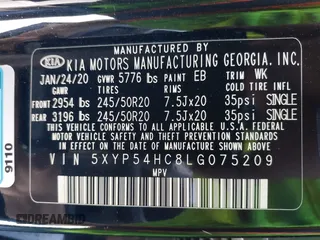 MANUFACTURED BY
KIA KIA MOTORS MANUFACTURING GEORGIA, INC.
JAN/24/20 GVWR 5776 lbs PAINT EB TRIM WK
GAWR TIRES RIMS COLD TIRE INFL
FRONT 2954 lbs 245/50R20 7.5Jx20 35psi SINGLE
REAR 3196 lbs 245/50R20 7.5Jx20 35psi SINGLE
THIS VEHICLE CONFORMS TO ALL APPLICABLE FEDERAL MOTOR
VEHICLE SAFETY, BUMPER, AND THEFT PREVENTION STANDARDS
IN EFFECT ON THE DATE OF MANUFACTURE SHOWN ABOVE.
VIN 5XYP54HC8LG075209
MPV
9110
DREAMBID